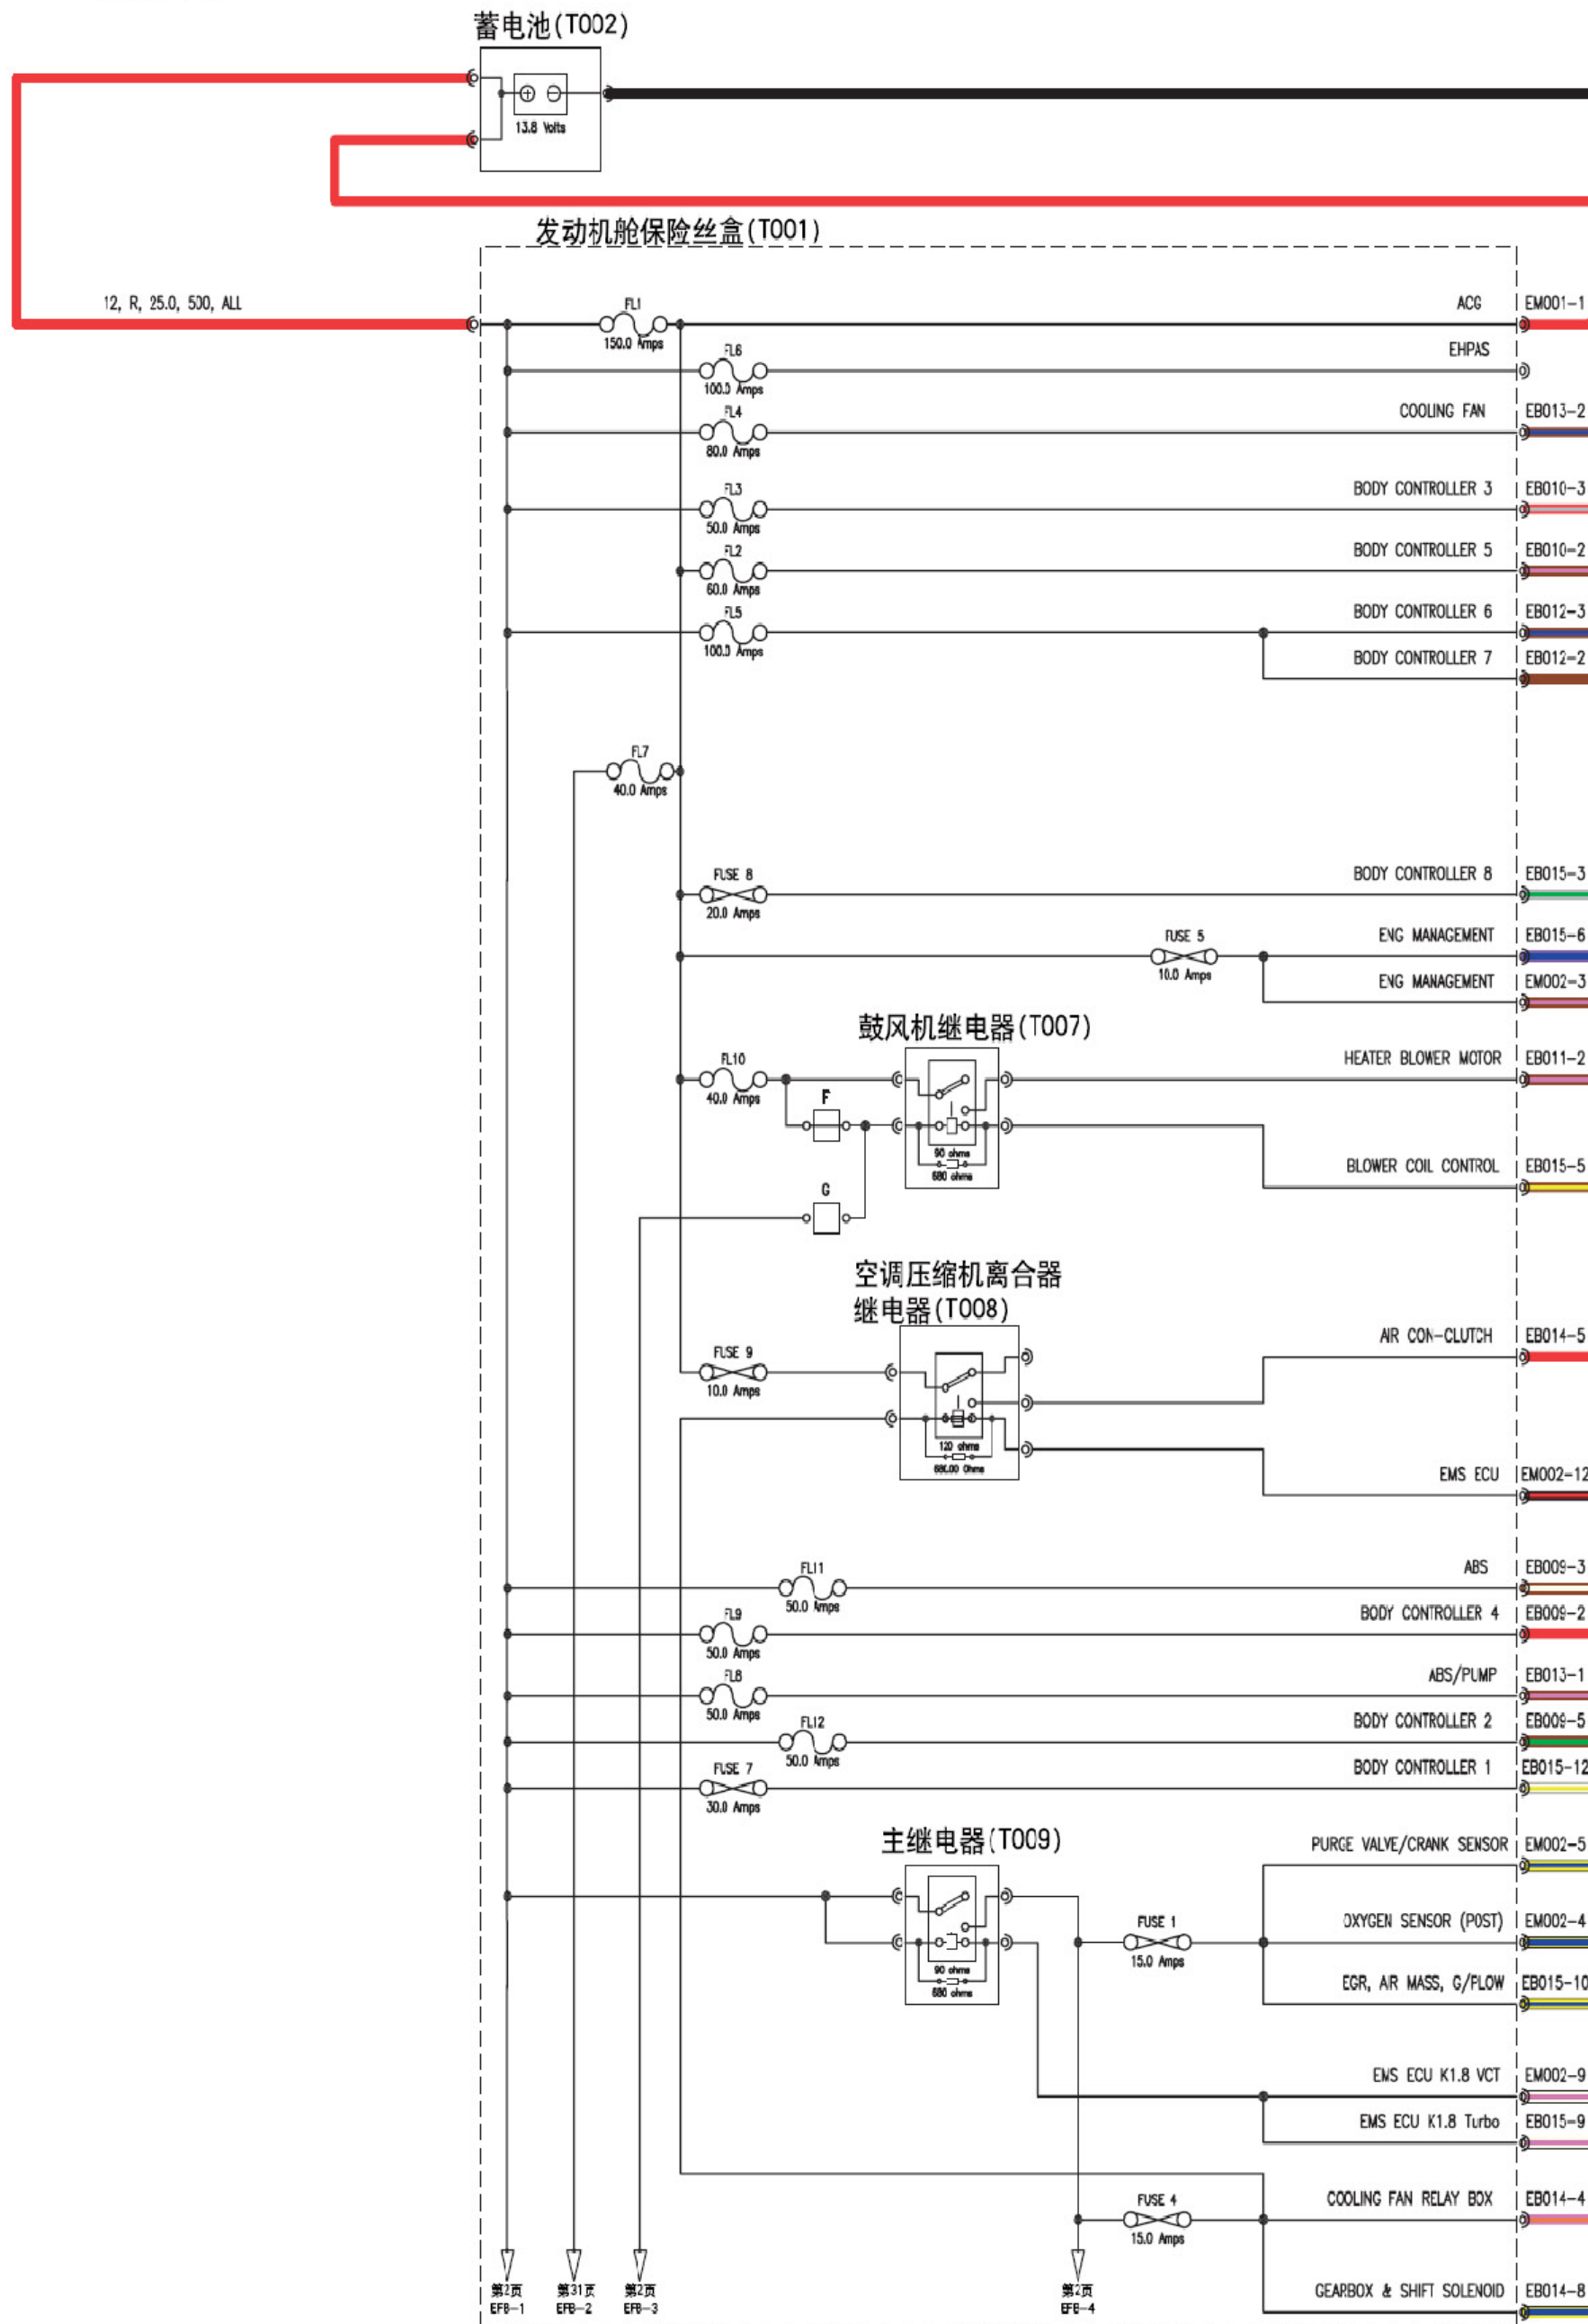 蓄电池(T002)
13.8 Volts
发动机舱保险丝盒(T001)
12, R, 25.0, 500, ALL
FL1
150.0 Amps
ACG
EM001-1
FL6
100.0 Amps
EHPAS
FL4
80.0 Amps
COOLING FAN
EB013-2
FL3
50.0 Amps
BODY CONTROLLER 3
EB010-3
FL2
60.0 Amps
BODY CONTROLLER 5
EB010-2
FL5
100.0 Amps
BODY CONTROLLER 6
EB012-3
BODY CONTROLLER 7
EB012-2
FL7
40.0 Amps
FUSE 8
20.0 Amps
BODY CONTROLLER 8
EB015-3
FUSE 5
10.0 Amps
ENG MANAGEMENT
EB015-6
ENG MANAGEMENT
EM002-3
鼓风机继电器(T007)
FL10
40.0 Amps
HEATER BLOWER MOTOR
EB011-2
F
90 ohms
680 ohms
BLOWER COIL CONTROL
EB015-5
G
空调压缩机离合器
继电器(T008)
FUSE 9
10.0 Amps
AIR CON-CLUTCH
EB014-5
120 ohms
680.00 Ohms
EMS ECU
EM002-12
FL11
50.0 Amps
ABS
EB009-3
FL9
50.0 Amps
BODY CONTROLLER 4
EB009-2
FL8
50.0 Amps
ABS/PUMP
EB013-1
FL12
50.0 Amps
BODY CONTROLLER 2
EB009-5
FUSE 7
30.0 Amps
BODY CONTROLLER 1
EB015-12
主继电器(T009)
PURGE VALVE/CRANK SENSOR
EM002-5
FUSE 1
15.0 Amps
OXYGEN SENSOR (POST)
EM002-4
90 ohms
680 ohms
EGR, AIR MASS, G/PLOW
EB015-10
EMS ECU K1.8 VCT
EM002-9
EMS ECU K1.8 Turbo
EB015-9
FUSE 4
15.0 Amps
COOLING FAN RELAY BOX
EB014-4
GEARBOX & SHIFT SOLENOID
EB014-8
第2页
EFB-1
第31页
EFB-2
第2页
EFB-3
第2页
EFB-4